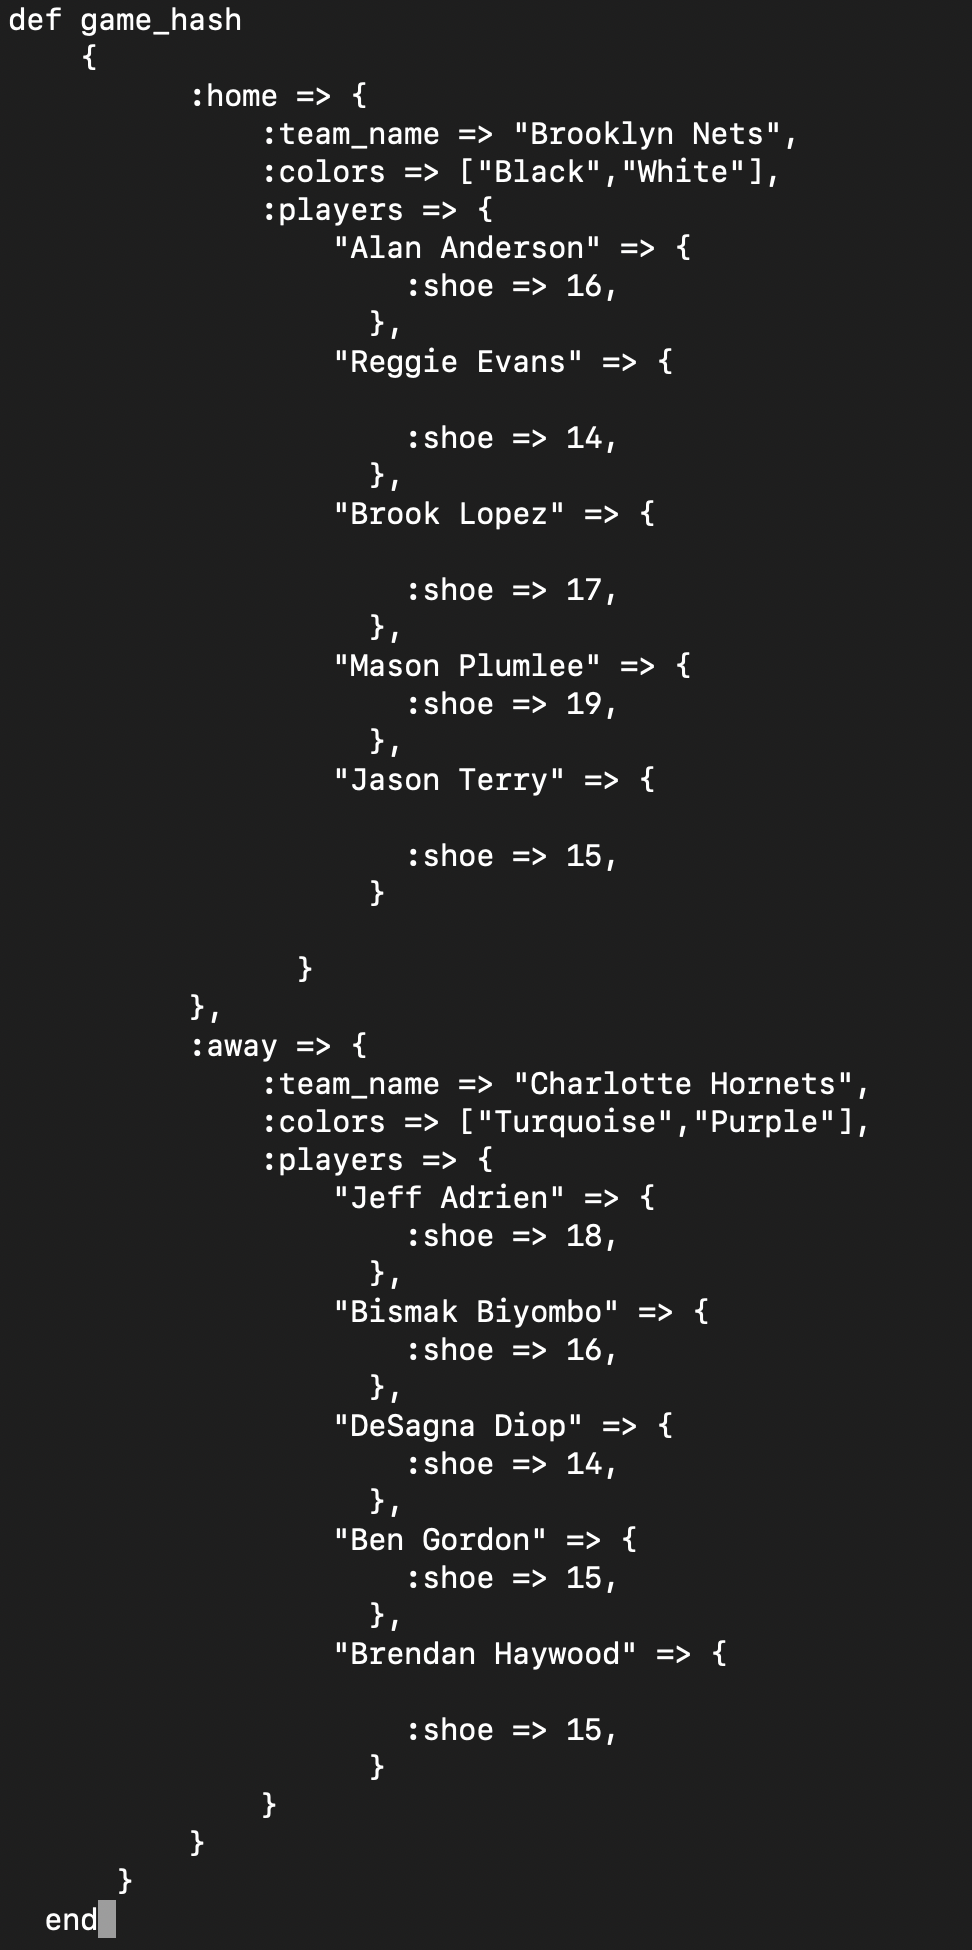 def game_hash
{
:home => {
:team_name => "Brooklyn Nets",
:colors => ["Black","White"],
:players => {
"Alan Anderson" => {
:shoe => 16,
},
"Reggie Evans" => {
:shoe => 14,
},
"Brook Lopez" => {
:shoe => 17,
},
"Mason Plumlee" => {
:shoe => 19,
},
"Jason Terry" => {
:shoe => 15,
}
}
},
:away => {
:team_name => "Charlotte Hornets",
:colors => ["Turquoise","Purple"],
:players => {
"Jeff Adrien" => {
:shoe => 18,
},
"Bismak Biyombo" => {
:shoe => 16,
},
"DeSagna Diop" => {
:shoe => 14,
},
"Ben Gordon" => {
:shoe => 15,
},
"Brendan Haywood" => {
:shoe => 15,
}
}
}
}
end